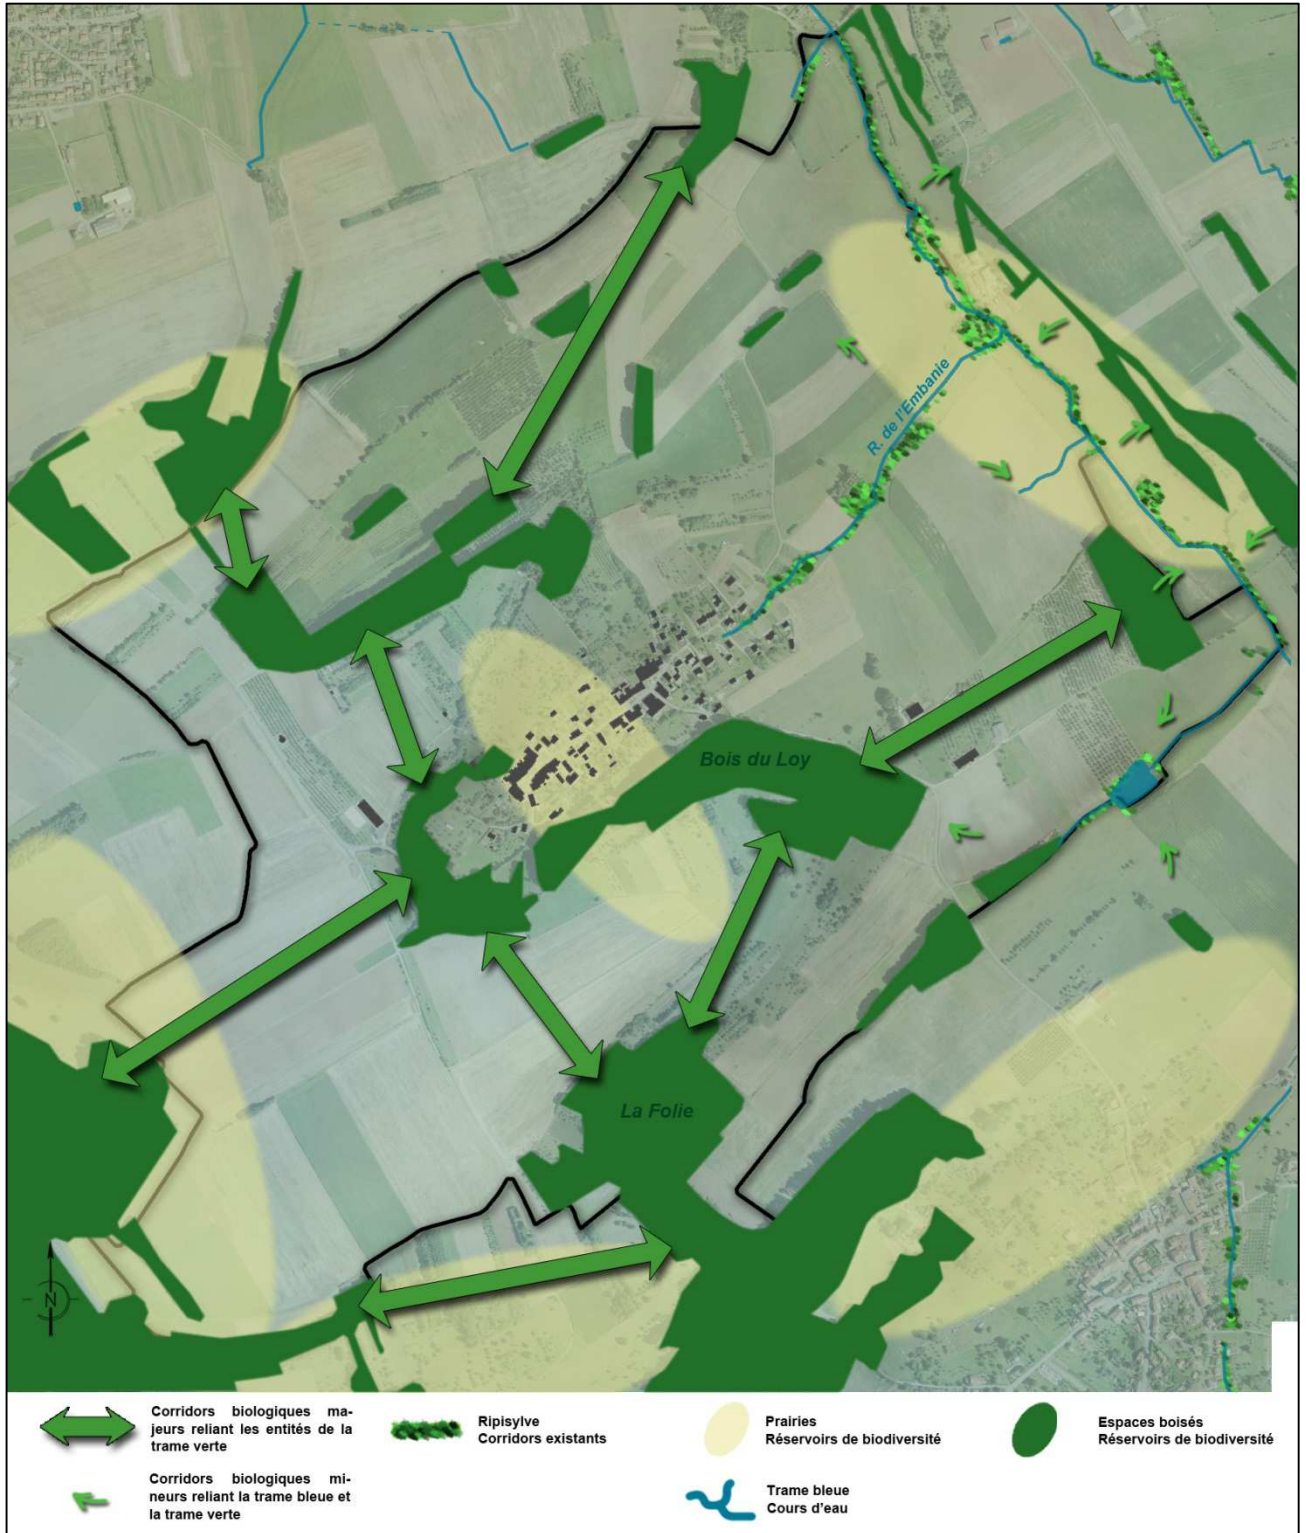 R. de l'Embanie
Bois du Loy
La Folie
N
Corridors biologiques ma-
jeurs reliant les entités de la
trame verte
Ripisylve
Corridors existants
Prairies
Réservoirs de biodiversité
Espaces boisés
Réservoirs de biodiversité
Corridors biologiques mi-
neurs reliant la trame bleue et
la trame verte
Trame bleue
Cours d'eau